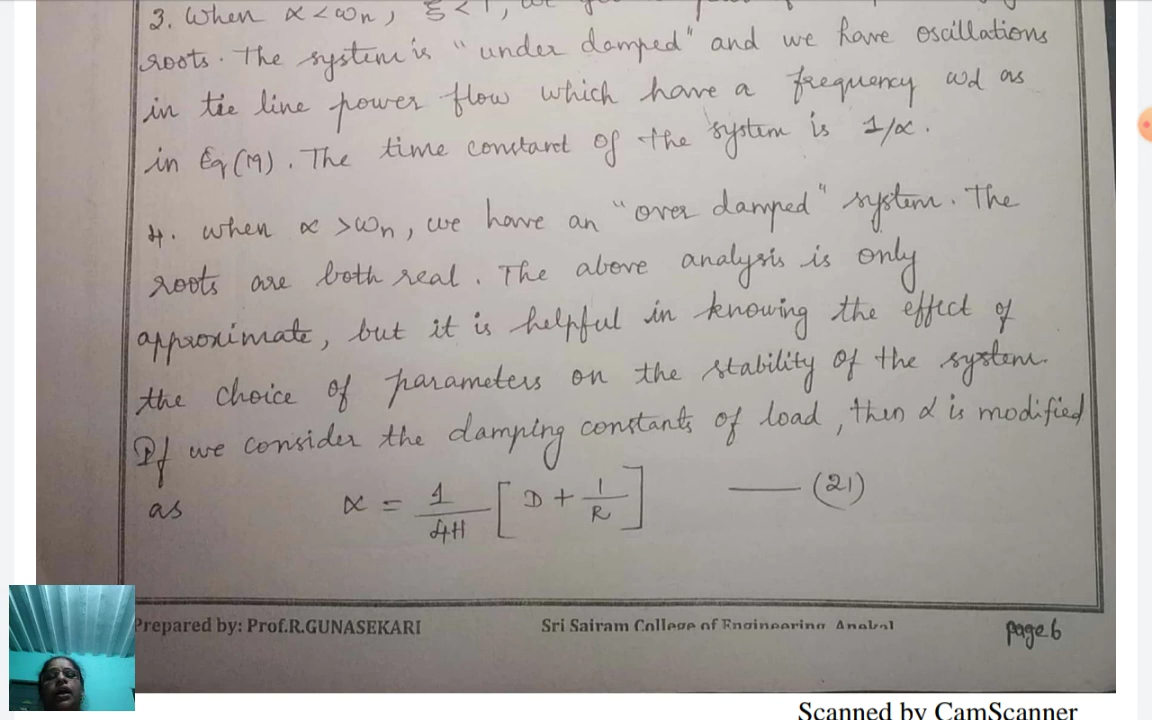 3. When α < ωn, ξ < 1,
roots. The system is "under damped" and we have oscillations
in tie line power flow which have a frequency ωd as
in Eq (19). The time constant of the system is 1/α.
4. when α > ωn, we have an "over damped" system. The
roots are both real. The above analysis is only
approximate, but it is helpful in knowing the effect of
the choice of parameters on the stability of the system.
If we consider the damping constants of load, then α is modified
as α = 1/4H [D + 1/R] —— (21)
Prepared by: Prof.R.GUNASEKARI Sri Sairam College of Engineering Anekal page 6
Scanned by CamScanner